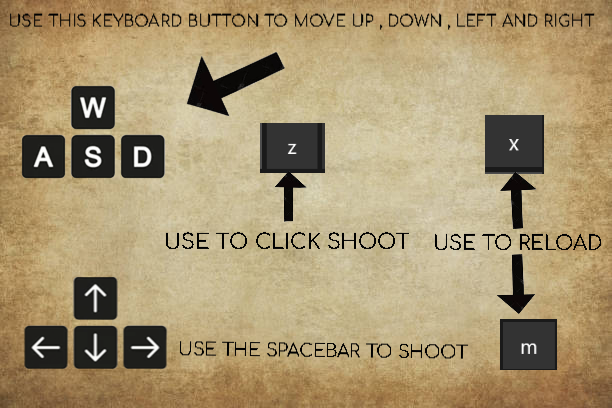 USE THIS KEYBOARD BUTTON TO MOVE UP , DOWN , LEFT AND RIGHT
W
A S D
z
x
USE TO CLICK SHOOT
USE TO RELOAD
USE THE SPACEBAR TO SHOOT
m